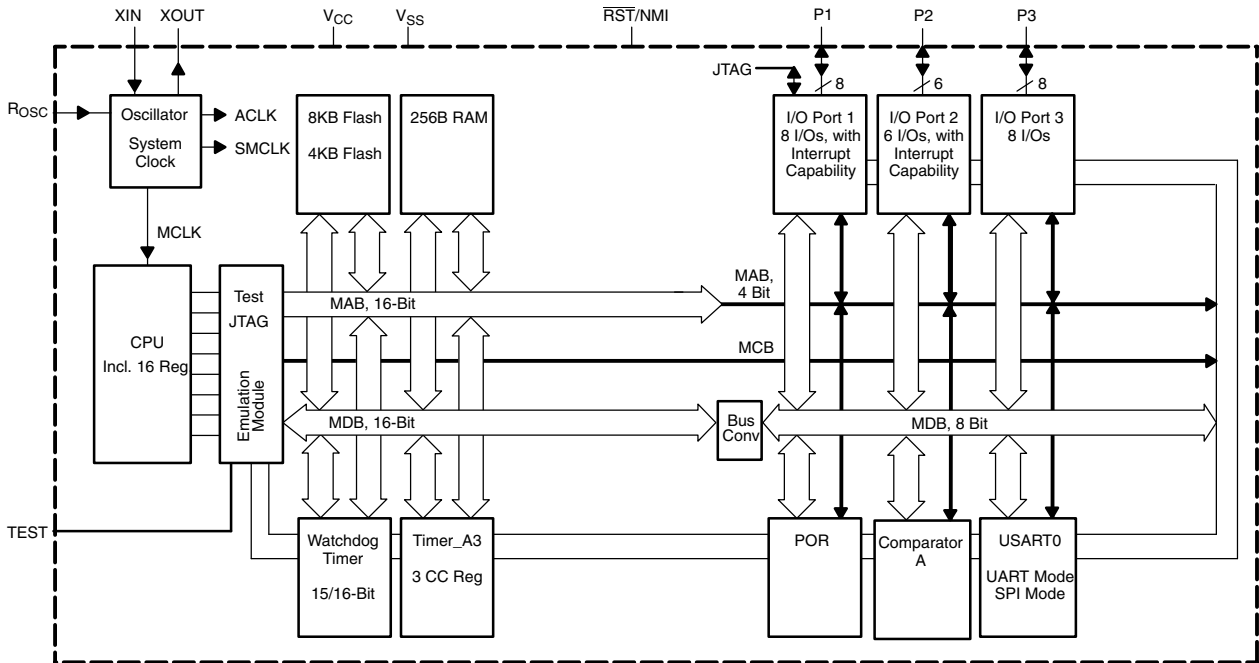 XIN XOUT VCC VSS RST/NMI P1 P2 P3
JTAG
8 6 8
ROSC
Oscillator
System
Clock
ACLK
SMCLK
8KB Flash
4KB Flash
256B RAM
I/O Port 1
8 I/Os, with
Interrupt
Capability
I/O Port 2
6 I/Os, with
Interrupt
Capability
I/O Port 3
8 I/Os
MCLK
CPU
Incl. 16 Reg.
Test
JTAG
Emulation
Module
MAB, 16-Bit
MAB,
4 Bit
MCB
MDB, 16-Bit
Bus
Conv
MDB, 8 Bit
TEST
Watchdog
Timer
15/16-Bit
Timer_A3
3 CC Reg
POR
Comparator
A
USART0
UART Mode
SPI Mode